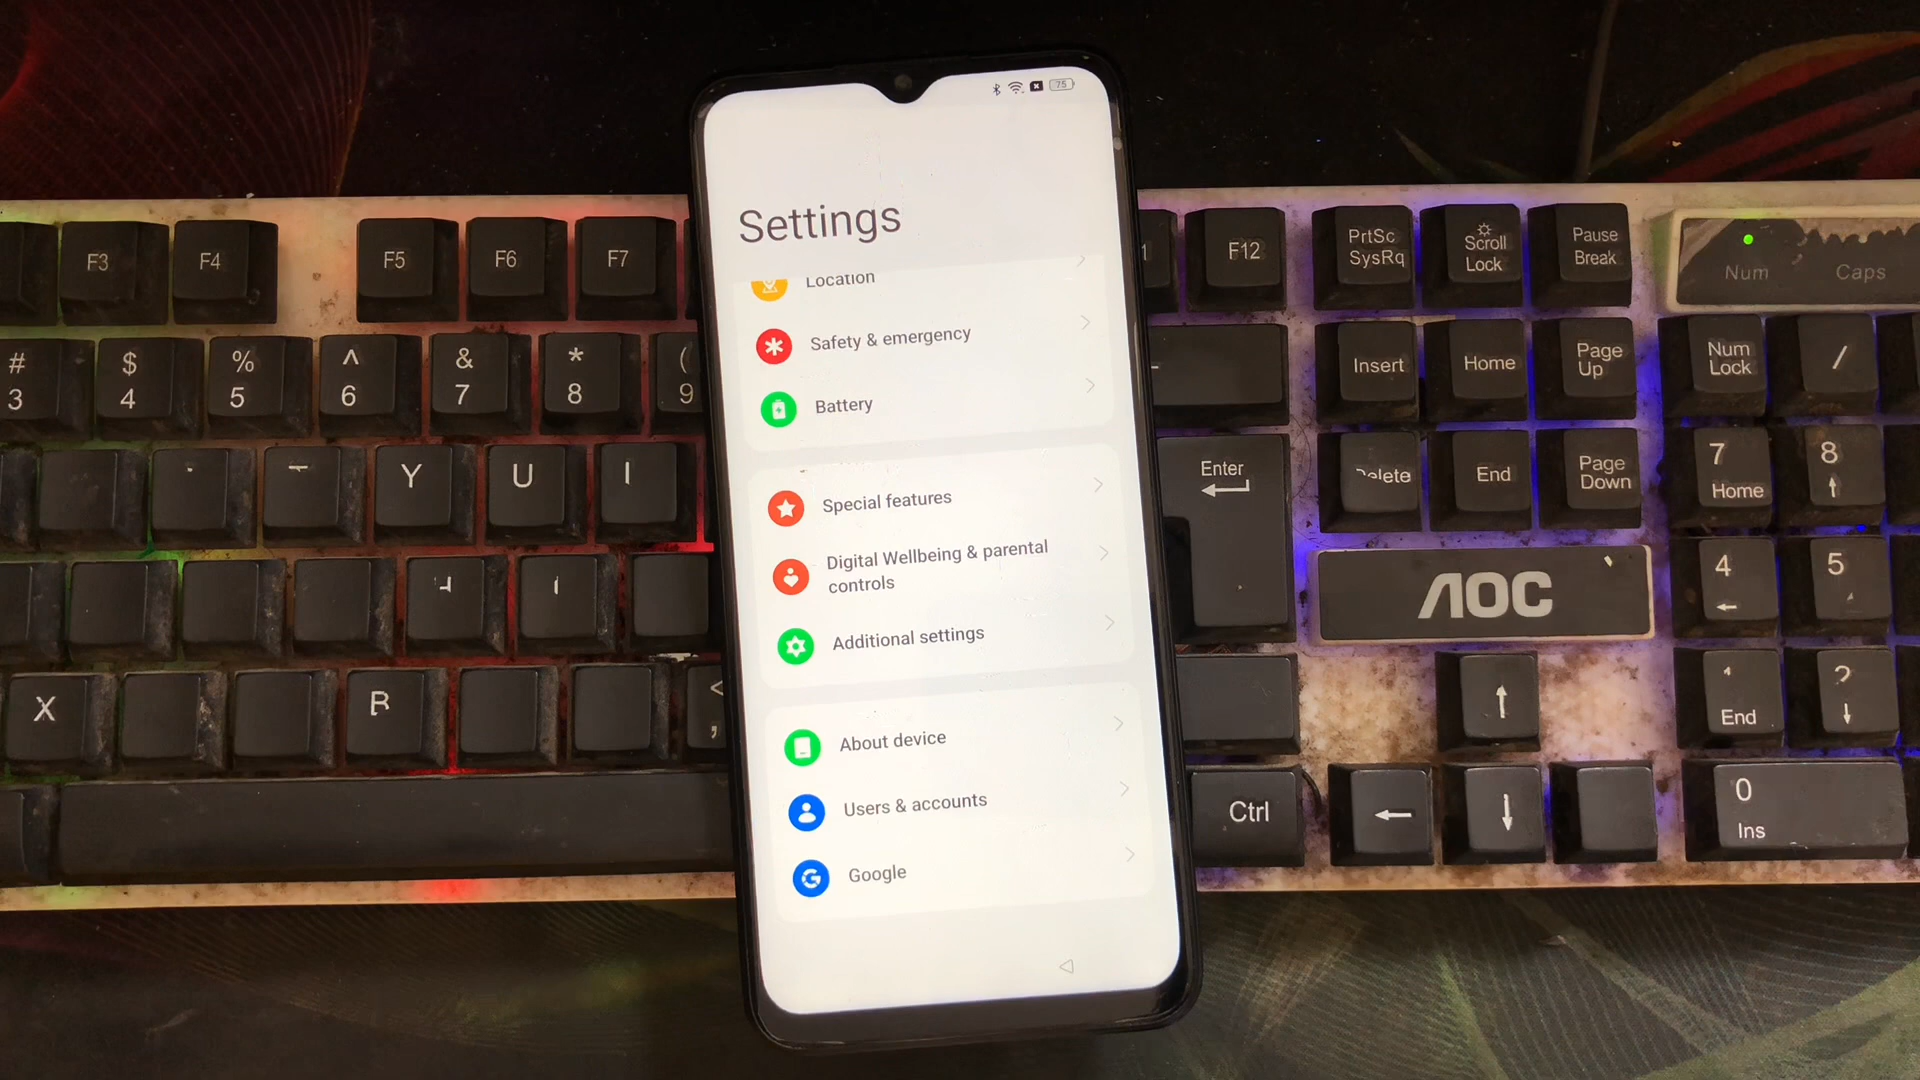 75
Settings
Location
Safety & emergency
Battery
Special features
Digital Wellbeing & parental
controls
Additional settings
About device
Users & accounts
Google
F3
F4
F5
F6
F7
F12
PrtSc
SysRq
Scroll
Lock
Pause
Break
Num
Caps
#
3
$
4
%
5
^
6
&
7
*
8
(
9
Insert
Home
Page
Up
Num
Lock
/
Y
U
I
Enter
End
Page
Down
7
Home
8
AOC
4
5
X
<
;
End
Ctrl
0
Ins